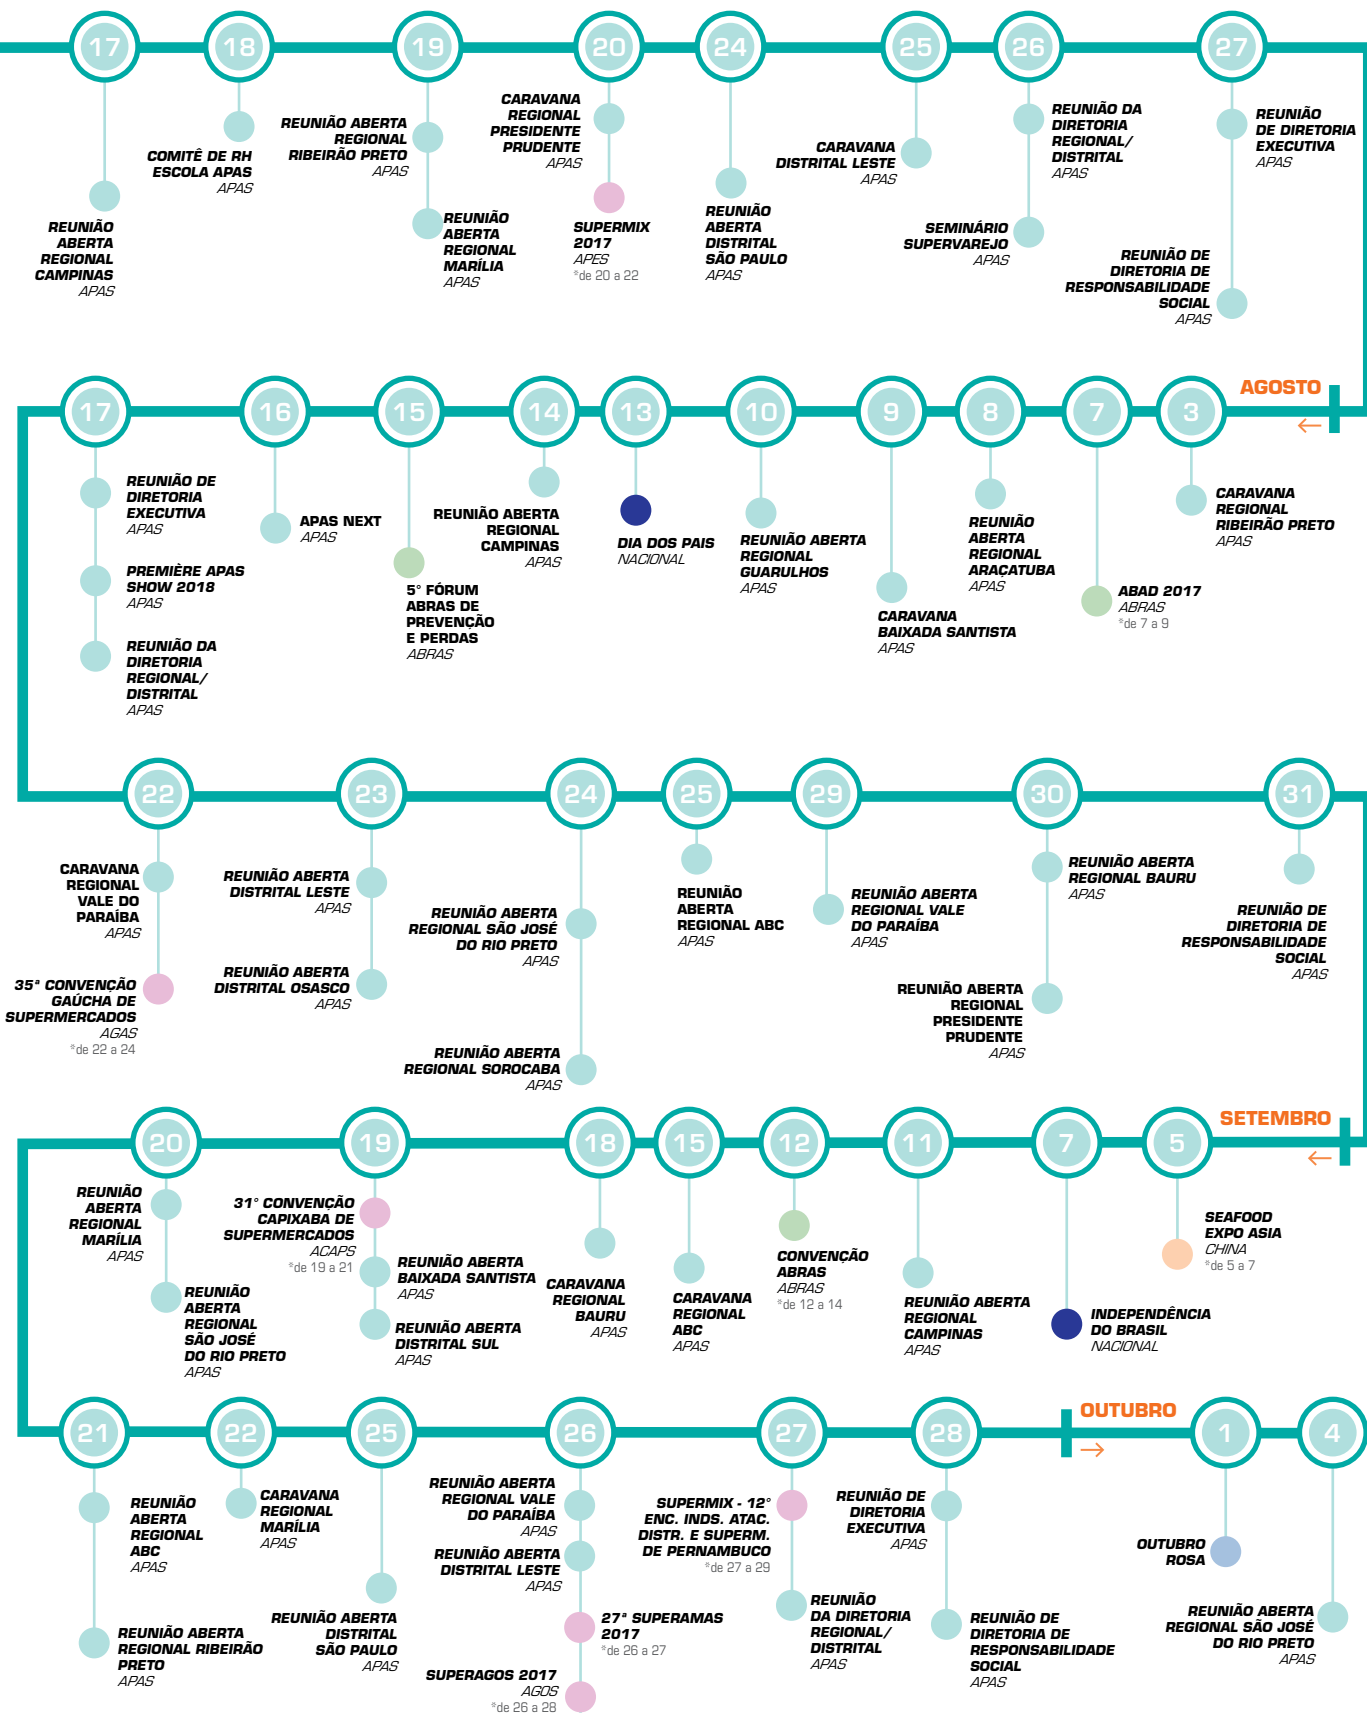 17
REUNIÃO
ABERTA
REGIONAL
CAMPINAS
APAS
18
COMITÊ DE RH
ESCOLA APAS
APAS
19
REUNIÃO ABERTA
REGIONAL
RIBEIRÃO PRETO
APAS
REUNIÃO
ABERTA
REGIONAL
MARÍLIA
APAS
20
CARAVANA
REGIONAL
PRESIDENTE
PRUDENTE
APAS
SUPERMIX
2017
APES
*de 20 a 22
24
REUNIÃO
ABERTA
DISTRITAL
SÃO PAULO
APAS
25
CARAVANA
DISTRITAL LESTE
APAS
26
REUNIÃO DA
DIRETORIA
REGIONAL/
DISTRITAL
APAS
SEMINÁRIO
SUPERVAREJO
APAS
27
REUNIÃO
DE DIRETORIA
EXECUTIVA
APAS
REUNIÃO DE
DIRETORIA DE
RESPONSABILIDADE
SOCIAL
APAS
AGOSTO
←
3
CARAVANA
REGIONAL
RIBEIRÃO PRETO
APAS
7
ABAD 2017
ABRAS
*de 7 a 9
8
REUNIÃO
ABERTA
REGIONAL
ARAÇATUBA
APAS
9
CARAVANA
BAIXADA SANTISTA
APAS
10
REUNIÃO ABERTA
REGIONAL
GUARULHOS
APAS
13
DIA DOS PAIS
NACIONAL
14
REUNIÃO ABERTA
REGIONAL
CAMPINAS
APAS
15
5° FÓRUM
ABRAS DE
PREVENÇÃO
E PERDAS
ABRAS
16
APAS NEXT
APAS
17
REUNIÃO DE
DIRETORIA
EXECUTIVA
APAS
PREMIÈRE APAS
SHOW 2018
APAS
REUNIÃO DA
DIRETORIA
REGIONAL/
DISTRITAL
APAS
22
CARAVANA
REGIONAL
VALE DO
PARAÍBA
APAS
35ª CONVENÇÃO
GAÚCHA DE
SUPERMERCADOS
AGAS
*de 22 a 24
23
REUNIÃO ABERTA
DISTRITAL LESTE
APAS
REUNIÃO ABERTA
DISTRITAL OSASCO
APAS
24
REUNIÃO ABERTA
REGIONAL SÃO JOSÉ
DO RIO PRETO
APAS
REUNIÃO ABERTA
REGIONAL SOROCABA
APAS
25
REUNIÃO
ABERTA
REGIONAL ABC
APAS
29
REUNIÃO ABERTA
REGIONAL VALE
DO PARAÍBA
APAS
30
REUNIÃO ABERTA
REGIONAL BAURU
APAS
REUNIÃO ABERTA
REGIONAL
PRESIDENTE
PRUDENTE
APAS
31
REUNIÃO DE
DIRETORIA DE
RESPONSABILIDADE
SOCIAL
APAS
SETEMBRO
←
5
SEAFOOD
EXPO ASIA
CHINA
*de 5 a 7
7
INDEPENDÊNCIA
DO BRASIL
NACIONAL
11
REUNIÃO ABERTA
REGIONAL
CAMPINAS
APAS
12
CONVENÇÃO
ABRAS
ABRAS
*de 12 a 14
15
CARAVANA
REGIONAL
ABC
APAS
18
CARAVANA
REGIONAL
BAURU
APAS
19
31° CONVENÇÃO
CAPIXABA DE
SUPERMERCADOS
ACAPS
*de 19 a 21
REUNIÃO ABERTA
BAIXADA SANTISTA
APAS
REUNIÃO ABERTA
DISTRITAL SUL
APAS
20
REUNIÃO
ABERTA
REGIONAL
MARÍLIA
APAS
REUNIÃO
ABERTA
REGIONAL
SÃO JOSÉ
DO RIO PRETO
APAS
21
REUNIÃO
ABERTA
REGIONAL
ABC
APAS
REUNIÃO ABERTA
REGIONAL RIBEIRÃO
PRETO
APAS
22
CARAVANA
REGIONAL
MARÍLIA
APAS
25
REUNIÃO ABERTA
DISTRITAL
SÃO PAULO
APAS
26
REUNIÃO ABERTA
REGIONAL VALE
DO PARAÍBA
APAS
REUNIÃO ABERTA
DISTRITAL LESTE
APAS
27ª SUPERAMAS
2017
*de 26 a 27
SUPERAGOS 2017
AGOS
*de 26 a 28
27
SUPERMIX - 12°
ENC. INDS. ATAC.
DISTR. E SUPERM.
DE PERNAMBUCO
*de 27 a 29
REUNIÃO
DA DIRETORIA
REGIONAL/
DISTRITAL
APAS
28
REUNIÃO DE
DIRETORIA
EXECUTIVA
APAS
REUNIÃO DE
DIRETORIA DE
RESPONSABILIDADE
SOCIAL
APAS
OUTUBRO
→
1
OUTUBRO
ROSA
4
REUNIÃO ABERTA
REGIONAL SÃO JOSÉ
DO RIO PRETO
APAS